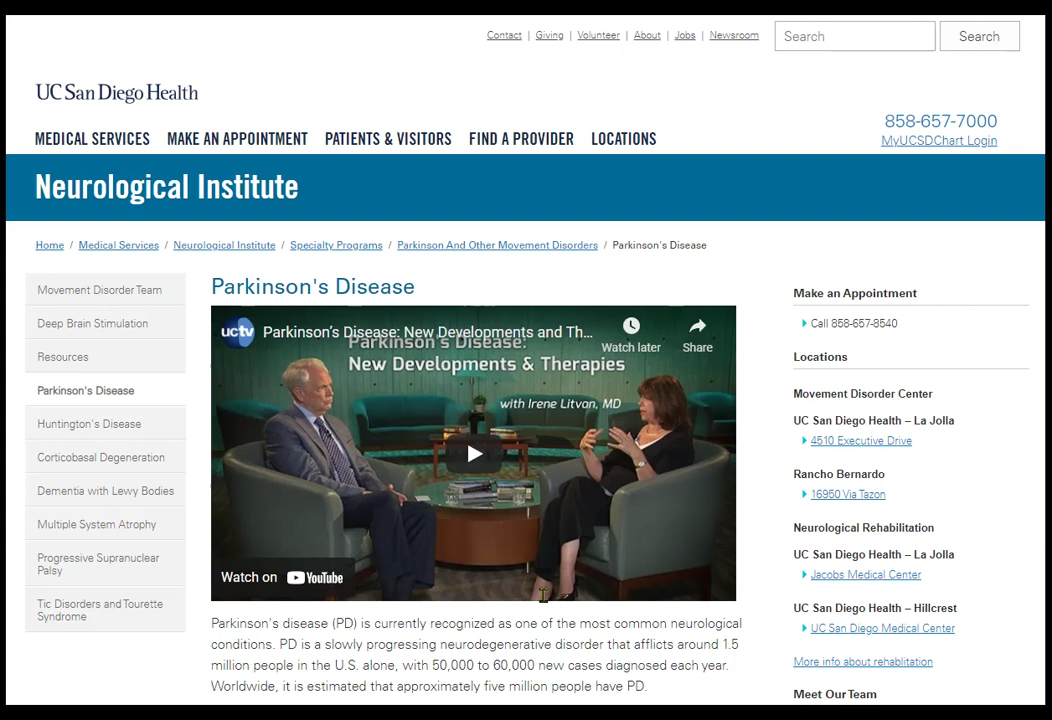 Contact | Giving | Volunteer | About | Jobs | Newsroom
Search
Search
UC San Diego Health
858-657-7000
MEDICAL SERVICES MAKE AN APPOINTMENT PATIENTS & VISITORS FIND A PROVIDER LOCATIONS
MyUCSDChart Login
Neurological Institute
Home / Medical Services / Neurological Institute / Specialty Programs / Parkinson And Other Movement Disorders / Parkinson's Disease
Movement Disorder Team
Deep Brain Stimulation
Resources
Parkinson's Disease
Huntington's Disease
Corticobasal Degeneration
Dementia with Lewy Bodies
Multiple System Atrophy
Progressive Supranuclear
Palsy
Tic Disorders and Tourette
Syndrome
Parkinson's Disease
uctv
Parkinson's Disease: New Developments and Th...
Watch later
Share
Parkinson's Disease:
New Developments & Therapies
with Irene Litvan, MD
Watch on YouTube
Parkinson's disease (PD) is currently recognized as one of the most common neurological
conditions. PD is a slowly progressing neurodegenerative disorder that afflicts around 1.5
million people in the U.S. alone, with 50,000 to 60,000 new cases diagnosed each year.
Worldwide, it is estimated that approximately five million people have PD.
Make an Appointment
Call 858-657-8540
Locations
Movement Disorder Center
UC San Diego Health – La Jolla
4510 Executive Drive
Rancho Bernardo
16950 Via Tazon
Neurological Rehabilitation
UC San Diego Health – La Jolla
Jacobs Medical Center
UC San Diego Health – Hillcrest
UC San Diego Medical Center
More info about rehablitation
Meet Our Team